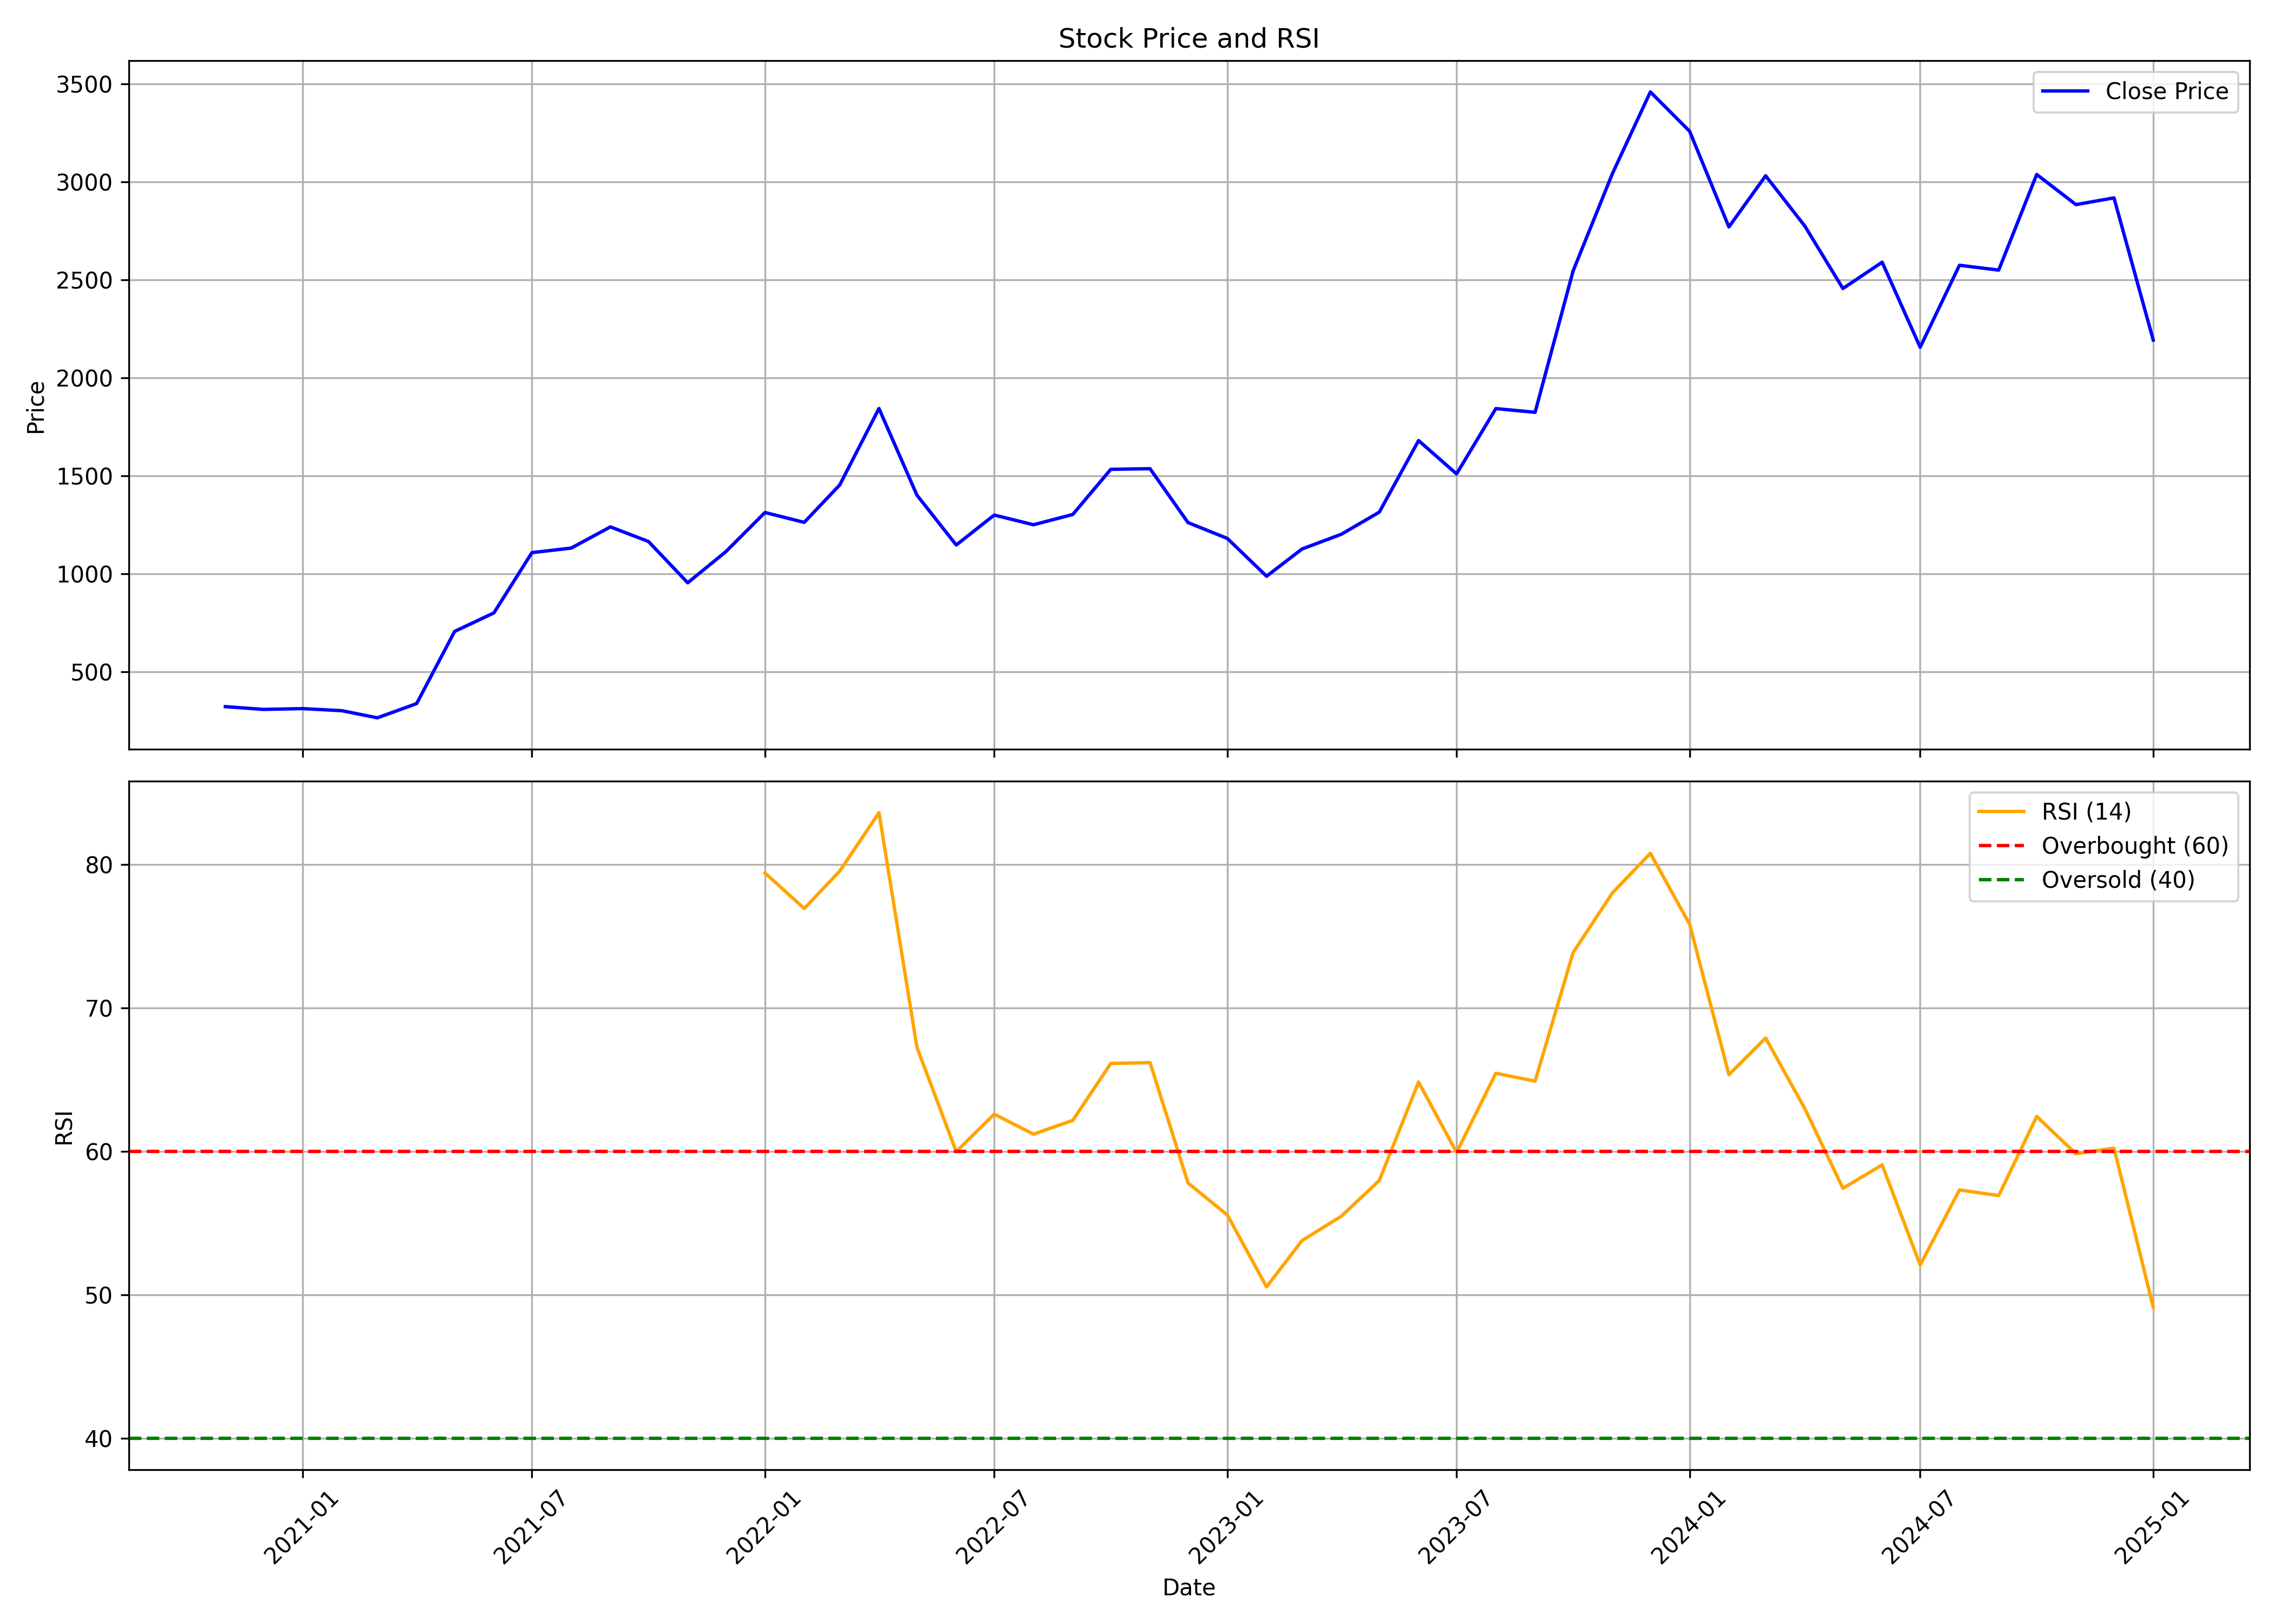 Stock Price and RSI
Close Price
3500
3000
2500
2000
1500
1000
500
Price
RSI (14)
Overbought (60)
Oversold (40)
80
70
60
50
40
RSI
2021-01
2021-07
2022-01
2022-07
2023-01
2023-07
2024-01
2024-07
2025-01
Date